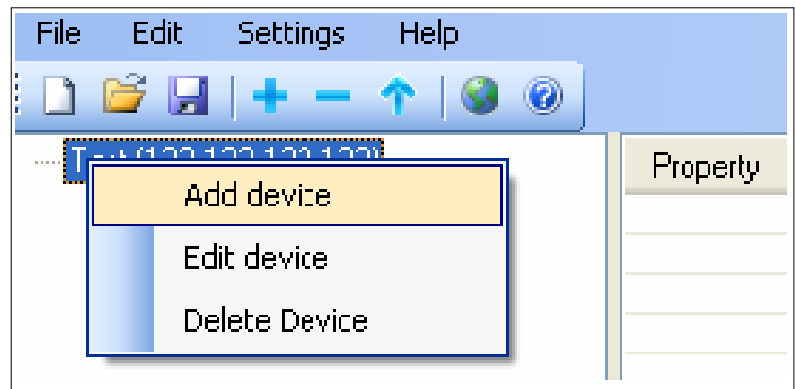 File Edit Settings Help
Property
Add device
Edit device
Delete Device